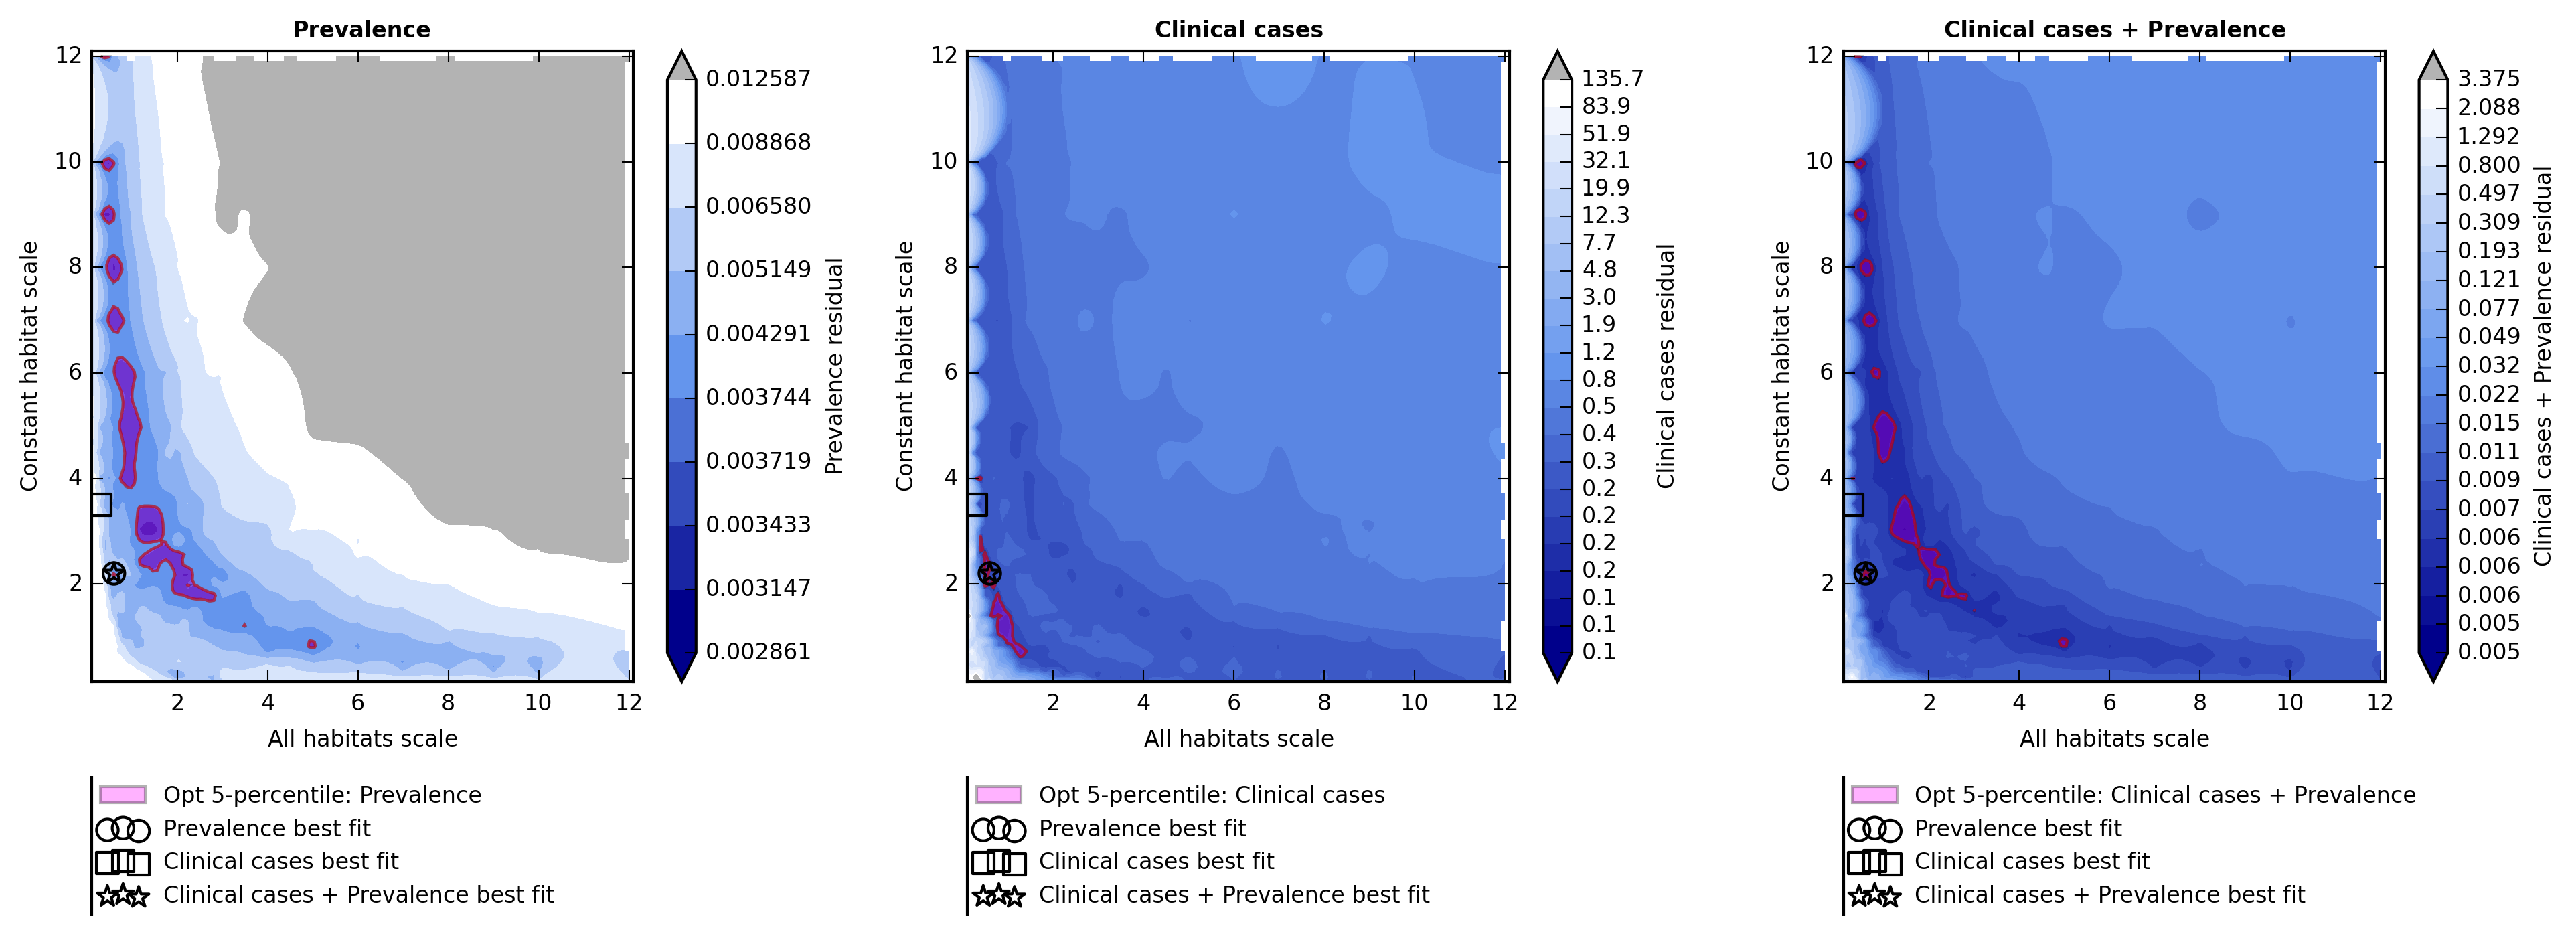 Prevalence
12
10
8
6
4
2
2 4 6 8 10 12
Constant habitat scale
All habitats scale
0.012587
0.008868
0.006580
0.005149
0.004291
0.003744
0.003719
0.003433
0.003147
0.002861
Prevalence residual
Opt 5-percentile: Prevalence
Prevalence best fit
Clinical cases best fit
Clinical cases + Prevalence best fit
Clinical cases
12
10
8
6
4
2
2 4 6 8 10 12
Constant habitat scale
All habitats scale
135.7
83.9
51.9
32.1
19.9
12.3
7.7
4.8
3.0
1.9
1.2
0.8
0.5
0.4
0.3
0.2
0.2
0.2
0.2
0.1
0.1
0.1
Clinical cases residual
Opt 5-percentile: Clinical cases
Prevalence best fit
Clinical cases best fit
Clinical cases + Prevalence best fit
Clinical cases + Prevalence
12
10
8
6
4
2
2 4 6 8 10 12
Constant habitat scale
All habitats scale
3.375
2.088
1.292
0.800
0.497
0.309
0.193
0.121
0.077
0.049
0.032
0.022
0.015
0.011
0.009
0.007
0.006
0.006
0.006
0.005
0.005
Clinical cases + Prevalence residual
Opt 5-percentile: Clinical cases + Prevalence
Prevalence best fit
Clinical cases best fit
Clinical cases + Prevalence best fit